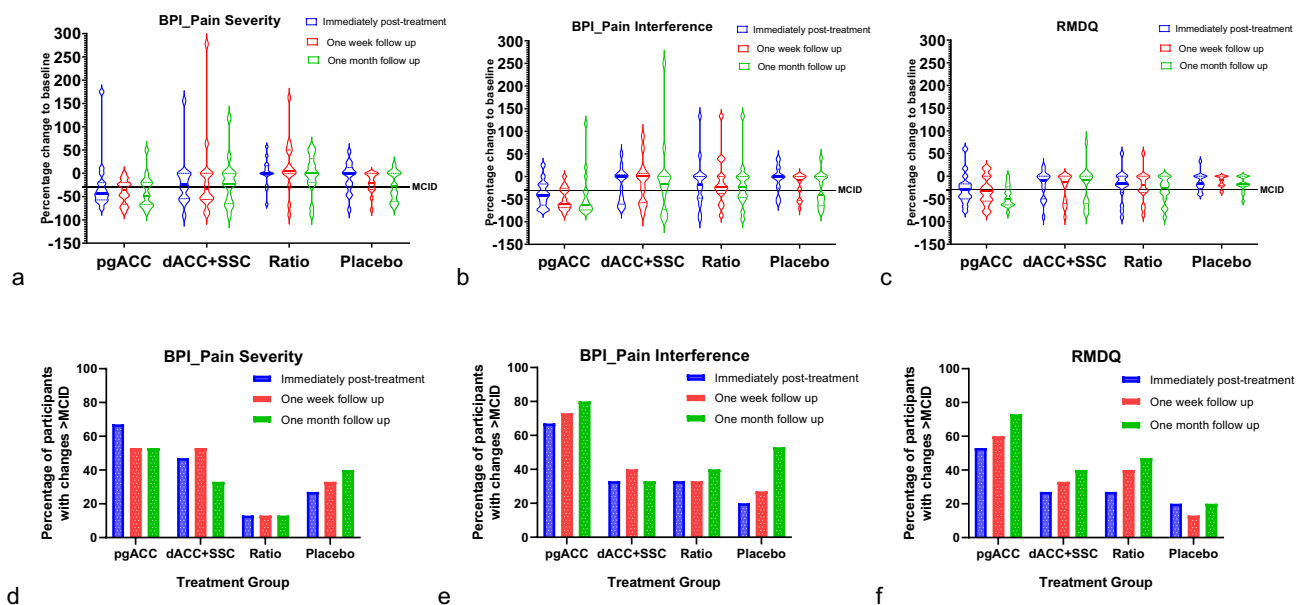 BPI_Pain Severity
Immediately post-treatment
One week follow up
One month follow up
Percentage change to baseline
300
250
200
150
100
50
0
-50
-100
-150
MCID
pgACC dACC+SSC Ratio Placebo
a
BPI_Pain Interference
Immediately post-treatment
One week follow up
One month follow up
Percentage change to baseline
300
250
200
150
100
50
0
-50
-100
-150
MCID
pgACC dACC+SSC Ratio Placebo
b
RMDQ
Immediately post-treatment
One week follow up
One month follow up
Percentage change to baseline
300
250
200
150
100
50
0
-50
-100
-150
MCID
pgACC dACC+SSC Ratio Placebo
c
BPI_Pain Severity
Immediately post-treatment
One week follow up
One month follow up
Percentage of participants
with changes >MCID
100
80
60
40
20
0
pgACC dACC+SSC Ratio Placebo
Treatment Group
d
BPI_Pain Interference
Immediately post-treatment
One week follow up
One month follow up
Percentage of participants
with changes >MCID
100
80
60
40
20
0
pgACC dACC+SSC Ratio Placebo
Treatment Group
e
RMDQ
Immediately post-treatment
One week follow up
One month follow up
Percentage of participants
with changes >MCID
100
80
60
40
20
0
pgACC dACC+SSC Ratio Placebo
Treatment Group
f